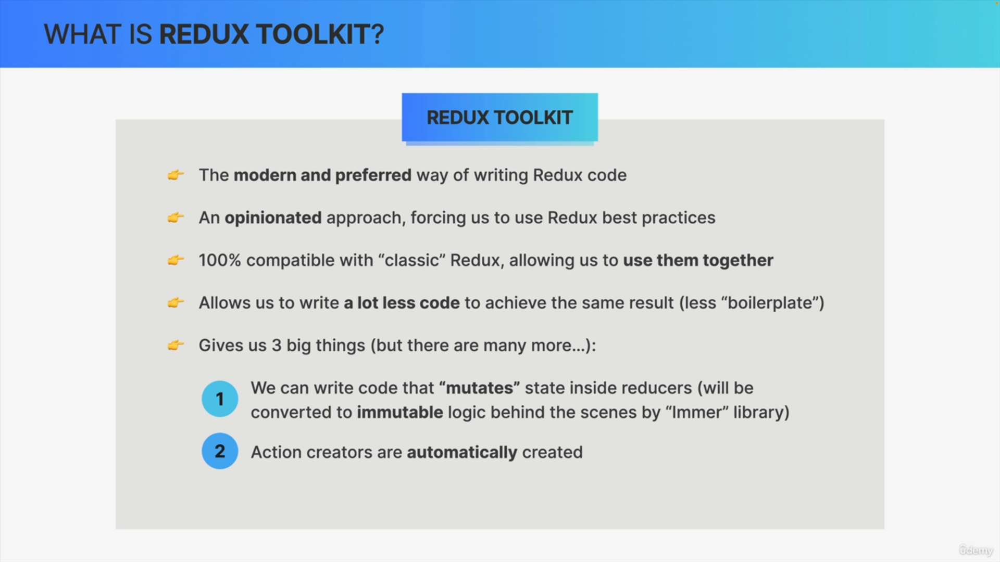 WHAT IS REDUX TOOLKIT?
REDUX TOOLKIT
👉 The modern and preferred way of writing Redux code
👉 An opinionated approach, forcing us to use Redux best practices
👉 100% compatible with “classic” Redux, allowing us to use them together
👉 Allows us to write a lot less code to achieve the same result (less “boilerplate”)
👉 Gives us 3 big things (but there are many more…):
1 We can write code that “mutates” state inside reducers (will be
converted to immutable logic behind the scenes by “Immer” library)
2 Action creators are automatically created
ûdemy